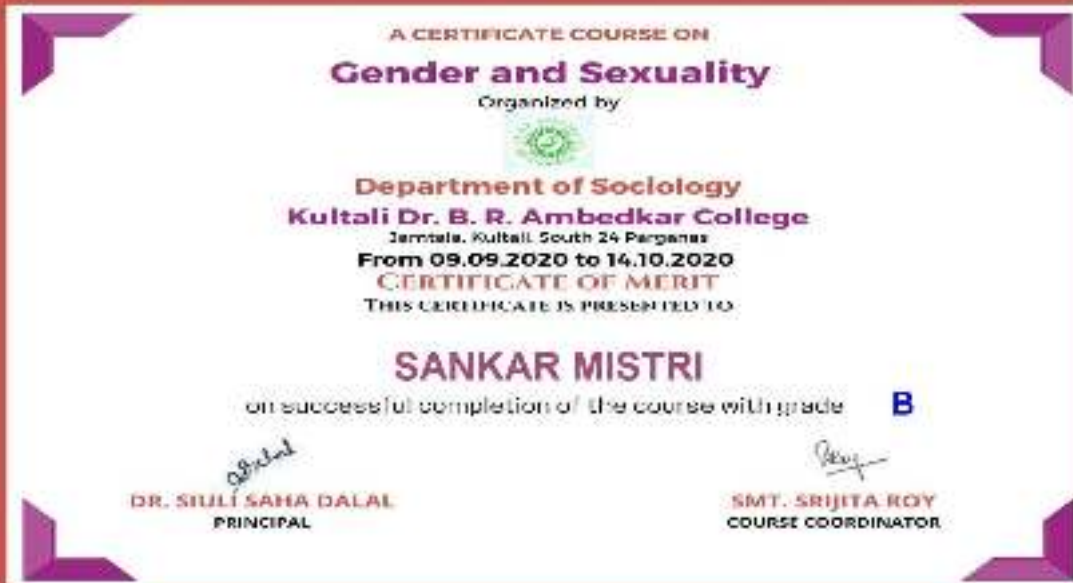 A CERTIFICATE COURSE ON
Gender and Sexuality
Organized by
Department of Sociology
Kultali Dr. B. R. Ambedkar College
Jamtala, Kultali, South 24 Parganas
From 09.09.2020 to 14.10.2020
CERTIFICATE OF MERIT
THIS CERTIFICATE IS PRESENTED TO
SANKAR MISTRI
on successful completion of the course with grade B
DR. SIULI SAHA DALAL
PRINCIPAL
SMT. SRIJITA ROY
COURSE COORDINATOR